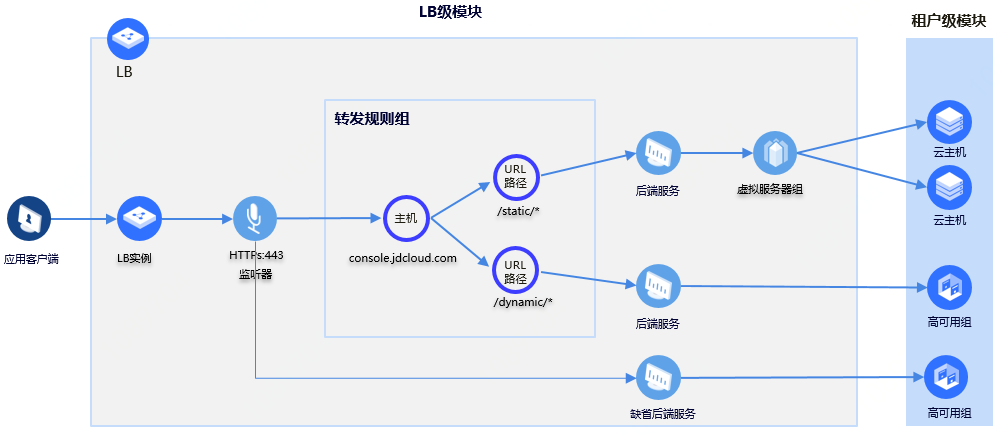 LB级模块
租户级模块
LB
转发规则组
URL
路径
/static/*
后端服务
虚拟服务器组
云主机
云主机
应用客户端
LB实例
HTTPs:443
监听器
主机
console.jdcloud.com
URL
路径
/dynamic/*
后端服务
高可用组
缺省后端服务
高可用组